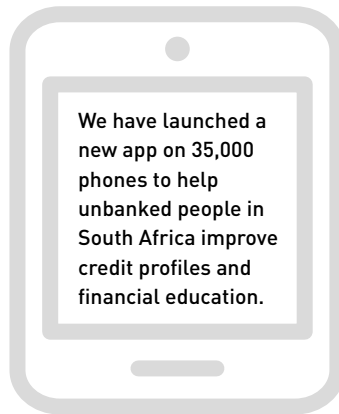 We have launched a
new app on 35,000
phones to help
unbanked people in
South Africa improve
credit profiles and
financial education.